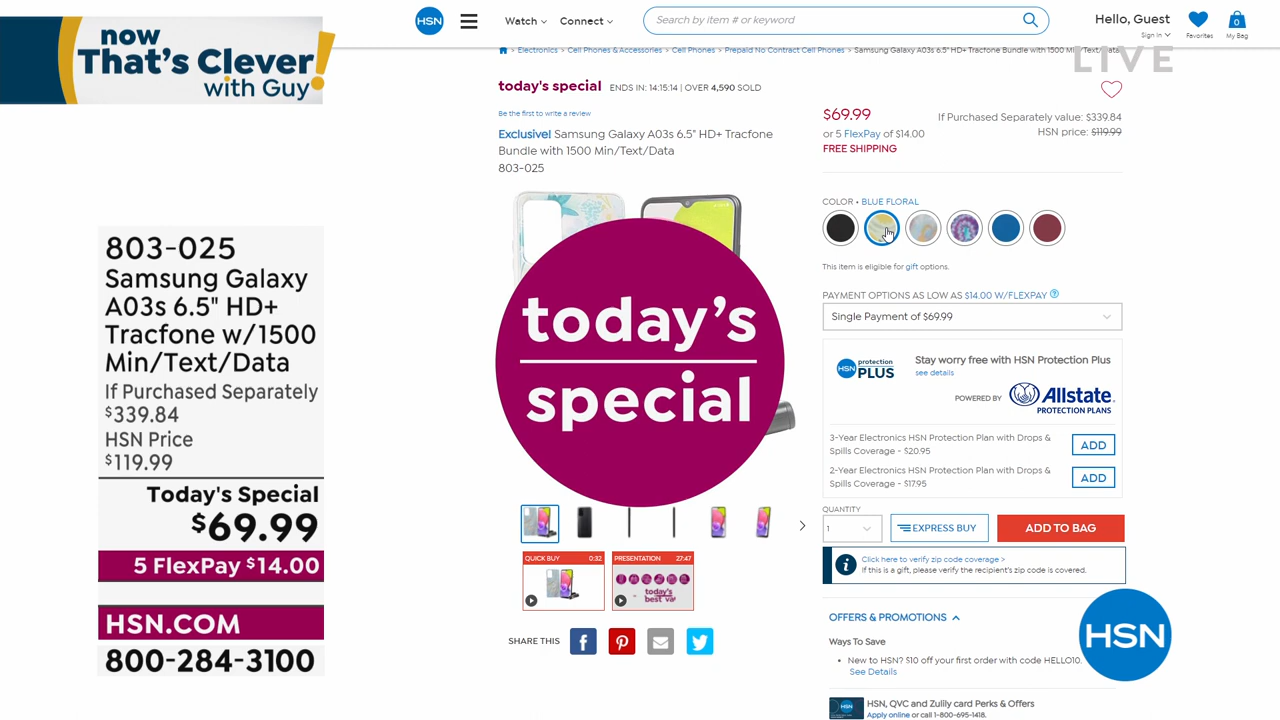 now
That's Clever!
with Guy
803-025
Samsung Galaxy
A03s 6.5" HD+
Tracfone w/1500
Min/Text/Data
If Purchased Separately
$339.84
HSN Price
$119.99
Today's Special
$69.99
5 FlexPay $14.00
HSN.COM
800-284-3100
HSN
Watch
Connect
Search by item # or keyword
Hello, Guest
Sign in
Favorites
0
My Bag
LIVE
Electronics > Cell Phones & Accessories > Cell Phones > Prepaid No Contract Cell Phones > Samsung Galaxy A03s 6.5" HD+ Tracfone Bundle with 1500 Min/Text/Data
today's special ENDS IN: 14:15:14 | OVER 4,590 SOLD
Be the first to write a review
Exclusive! Samsung Galaxy A03s 6.5" HD+ Tracfone
Bundle with 1500 Min/Text/Data
803-025
today's
special
QUICK BUY 0:32
PRESENTATION 27:47
today's
best
SHARE THIS
$69.99
or 5 FlexPay of $14.00
FREE SHIPPING
If Purchased Separately value: $339.84
HSN price: $119.99
COLOR • BLUE FLORAL
This item is eligible for gift options.
PAYMENT OPTIONS AS LOW AS $14.00 W/FLEXPAY ?
Single Payment of $69.99
HSN protection PLUS
Stay worry free with HSN Protection Plus
see details
POWERED BY Allstate
PROTECTION PLANS
3-Year Electronics HSN Protection Plan with Drops &
Spills Coverage - $20.95
ADD
2-Year Electronics HSN Protection Plan with Drops &
Spills Coverage - $17.95
ADD
QUANTITY
1
EXPRESS BUY
ADD TO BAG
Click here to verify zip code coverage >
If this is a gift, please verify the recipient's zip code is covered.
OFFERS & PROMOTIONS
Ways To Save
• New to HSN? $10 off your first order with code HELLO10.
See Details
HSN, QVC and Zulily card Perks & Offers
Apply online or call 1-800-695-1418.
HSN